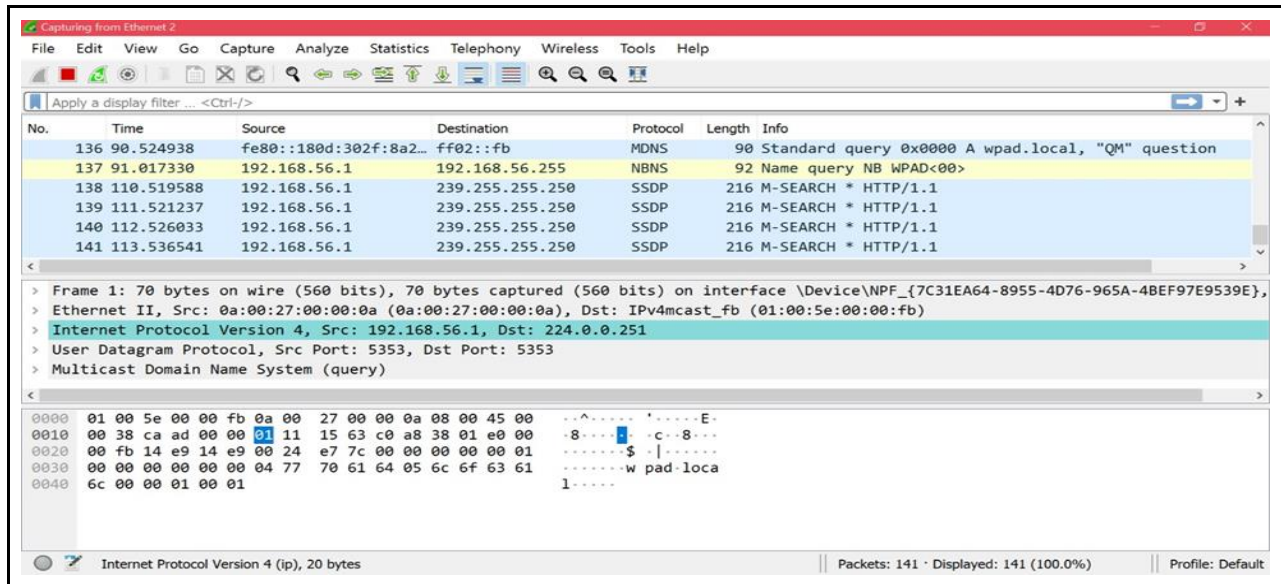 Capturing from Ethernet 2
File Edit View Go Capture Analyze Statistics Telephony Wireless Tools Help
Apply a display filter ... <Ctrl-/>
No. Time Source Destination Protocol Length Info
136 90.524938 fe80::180d:302f:8a2… ff02::fb MDNS 90 Standard query 0x0000 A wpad.local, "QM" question
137 91.017330 192.168.56.1 192.168.56.255 NBNS 92 Name query NB WPAD<00>
138 110.519588 192.168.56.1 239.255.255.250 SSDP 216 M-SEARCH * HTTP/1.1
139 111.521237 192.168.56.1 239.255.255.250 SSDP 216 M-SEARCH * HTTP/1.1
140 112.526033 192.168.56.1 239.255.255.250 SSDP 216 M-SEARCH * HTTP/1.1
141 113.536541 192.168.56.1 239.255.255.250 SSDP 216 M-SEARCH * HTTP/1.1
Frame 1: 70 bytes on wire (560 bits), 70 bytes captured (560 bits) on interface \Device\NPF_{7C31EA64-8955-4D76-965A-4BEF97E9539E},
Ethernet II, Src: 0a:00:27:00:00:0a (0a:00:27:00:00:0a), Dst: IPv4mcast_fb (01:00:5e:00:00:fb)
Internet Protocol Version 4, Src: 192.168.56.1, Dst: 224.0.0.251
User Datagram Protocol, Src Port: 5353, Dst Port: 5353
Multicast Domain Name System (query)
0000 01 00 5e 00 00 fb 0a 00 27 00 00 0a 08 00 45 00 ··^····· '·····E·
0010 00 38 ca ad 00 00 01 11 15 63 c0 a8 38 01 e0 00 ·8······ ·c··8···
0020 00 fb 14 e9 14 e9 00 24 e7 7c 00 00 00 00 00 01 ·······$ ·|······
0030 00 00 00 00 00 00 04 77 70 61 64 05 6c 6f 63 61 ·······w pad·loca
0040 6c 00 00 01 00 01 l·····
Internet Protocol Version 4 (ip), 20 bytes Packets: 141 · Displayed: 141 (100.0%) Profile: Default